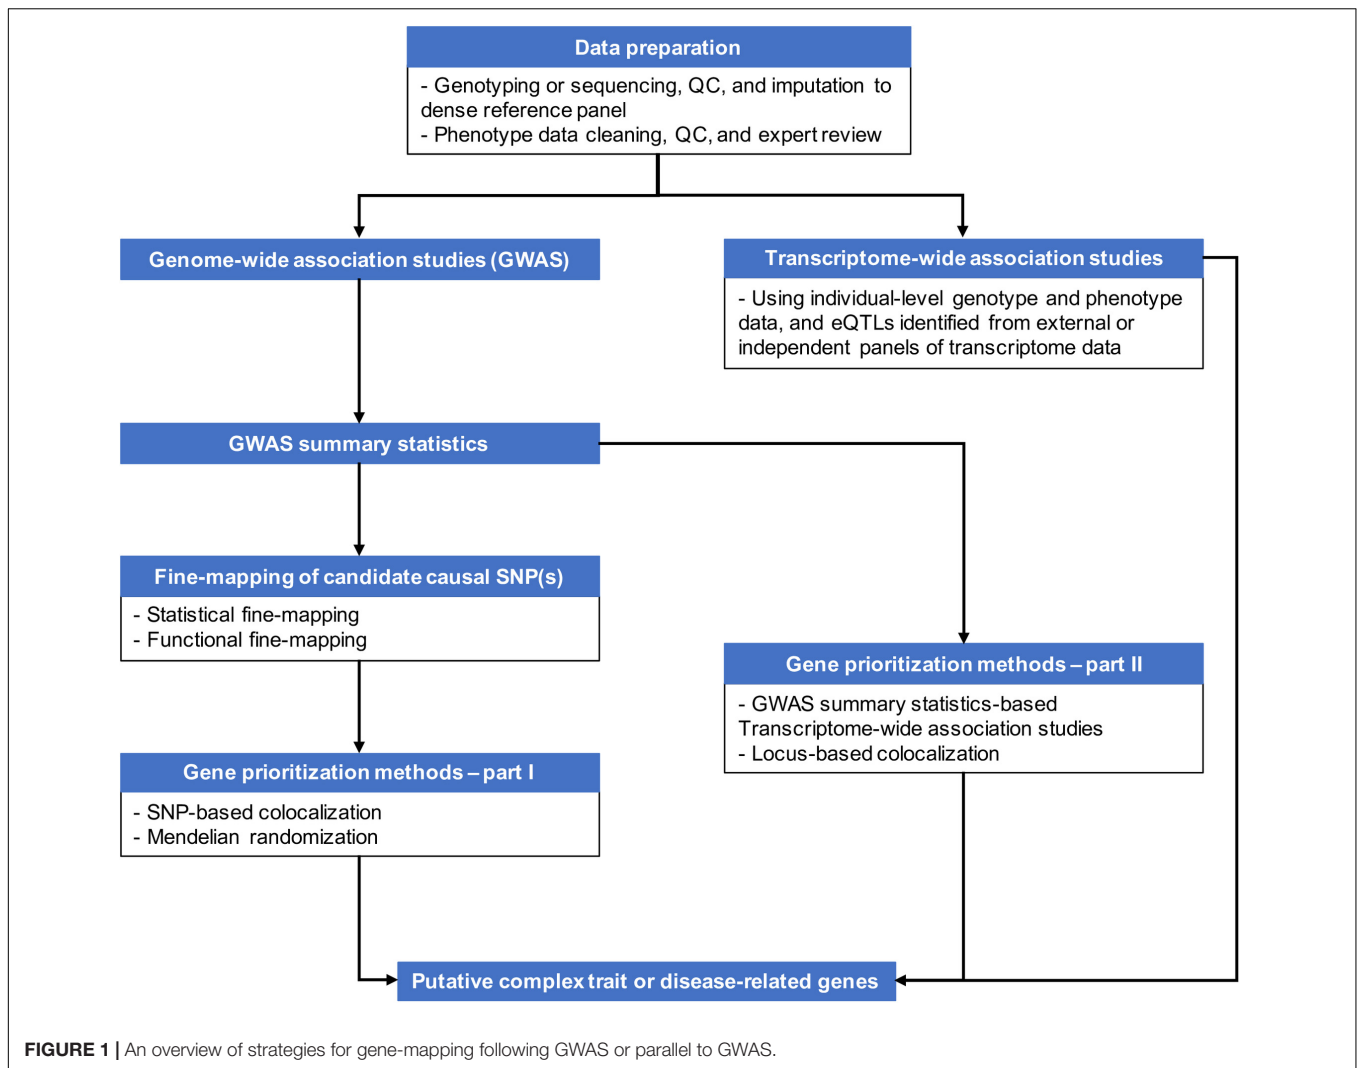 Data preparation
- Genotyping or sequencing, QC, and imputation to
dense reference panel
- Phenotype data cleaning, QC, and expert review
Genome-wide association studies (GWAS)
Transcriptome-wide association studies
- Using individual-level genotype and phenotype
data, and eQTLs identified from external or
independent panels of transcriptome data
GWAS summary statistics
Fine-mapping of candidate causal SNP(s)
- Statistical fine-mapping
- Functional fine-mapping
Gene prioritization methods – part II
- GWAS summary statistics-based
Transcriptome-wide association studies
- Locus-based colocalization
Gene prioritization methods – part I
- SNP-based colocalization
- Mendelian randomization
Putative complex trait or disease-related genes
FIGURE 1 | An overview of strategies for gene-mapping following GWAS or parallel to GWAS.